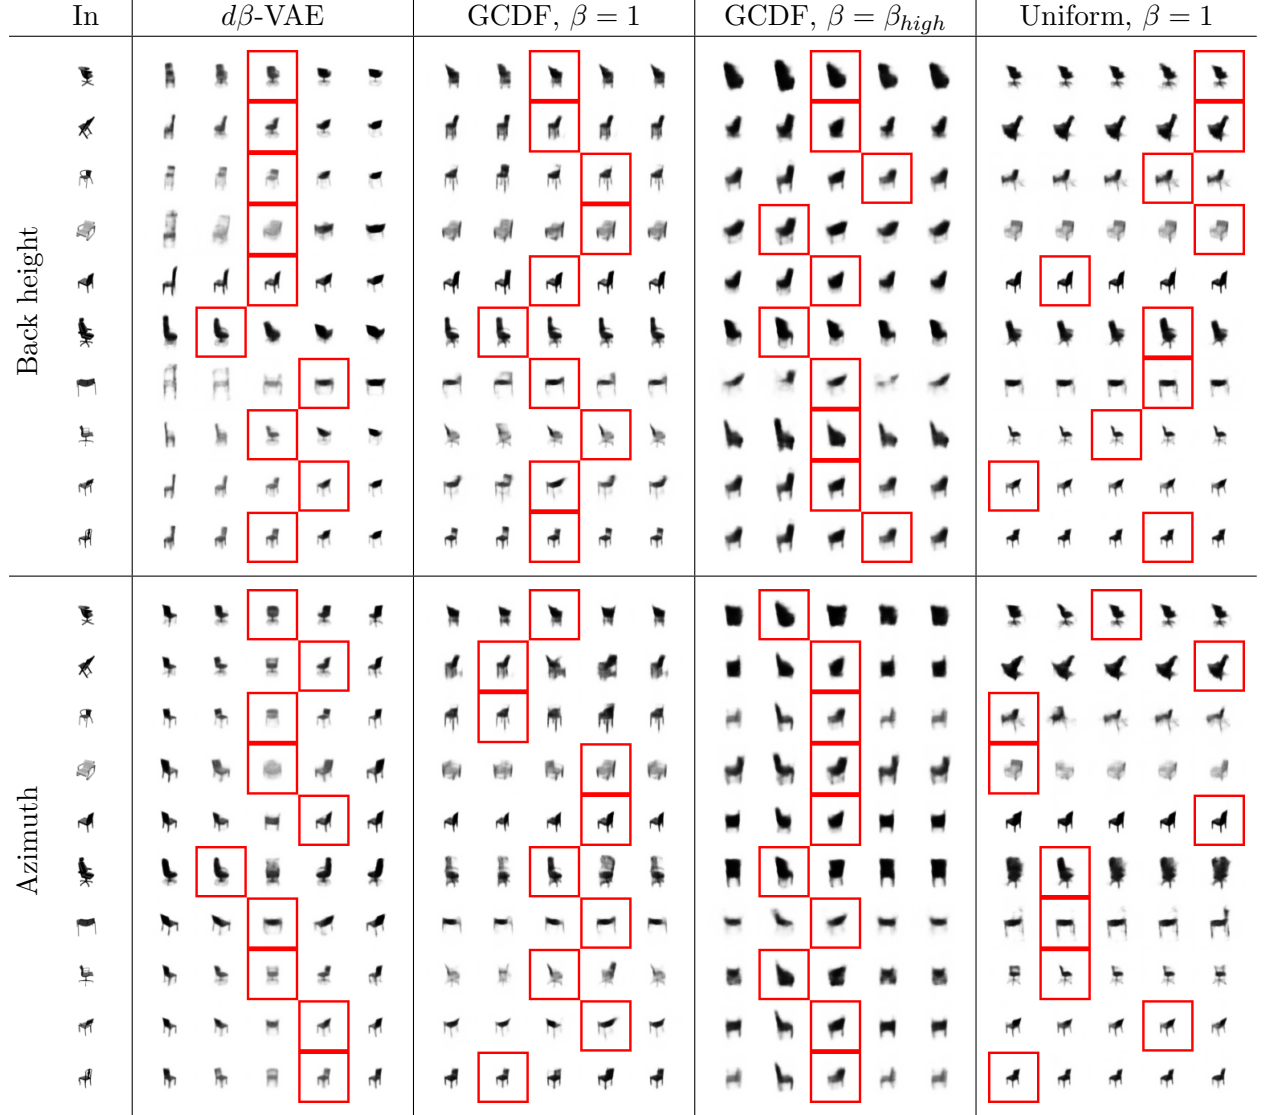 In dβ-VAE GCDF, β = 1 GCDF, β = β_high Uniform, β = 1
Back height
Azimuth